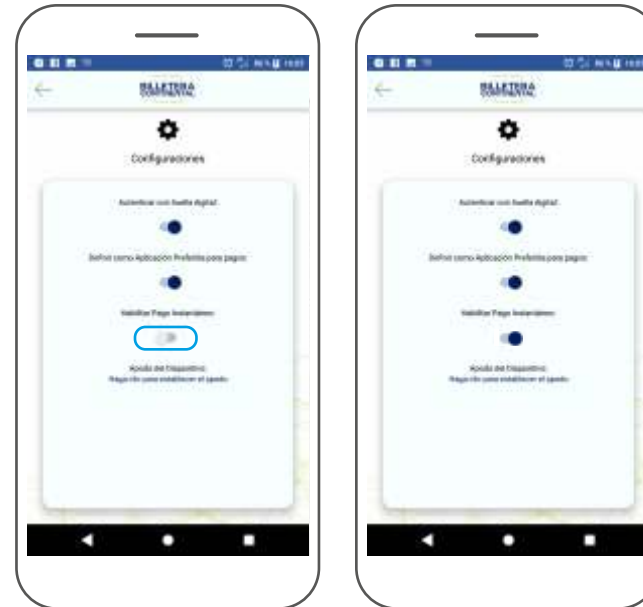 BILLETERA
CONTINENTAL
Configuraciones
Autenticar con huella digital
Definir como Aplicación Preferida para pagos
Habilitar Pago Instantáneo
Apodo del Dispositivo
Haga clic para establecer el apodo
BILLETERA
CONTINENTAL
Configuraciones
Autenticar con huella digital
Definir como Aplicación Preferida para pagos
Habilitar Pago Instantáneo
Apodo del Dispositivo
Haga clic para establecer el apodo